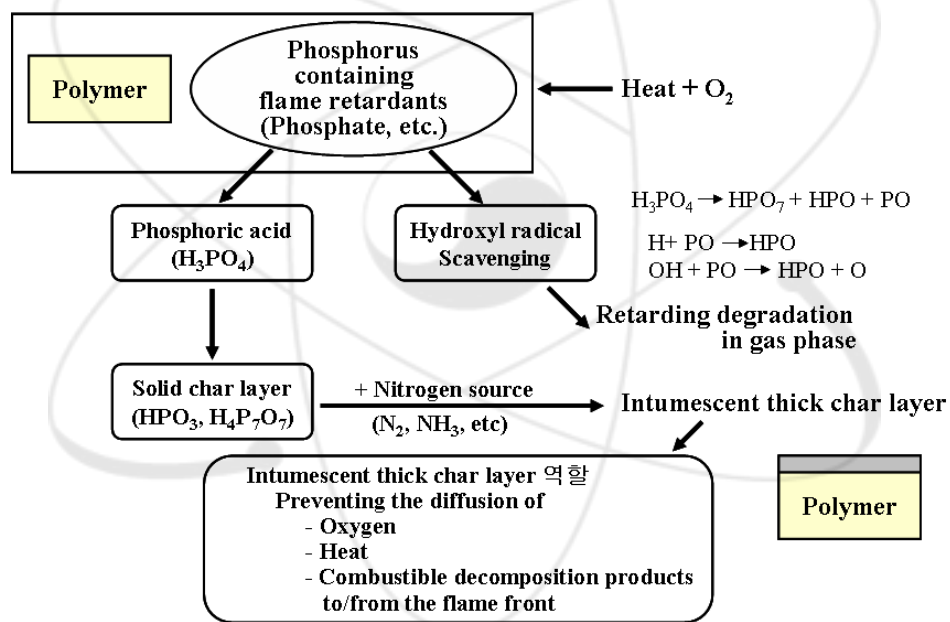 Polymer
Phosphorus
containing
flame retardants
(Phosphate, etc.)
Heat + O₂
Phosphoric acid
(H₃PO₄)
Hydroxyl radical
Scavenging
H₃PO₄ → HPO₇ + HPO + PO
H+ PO → HPO
OH + PO → HPO + O
Retarding degradation
in gas phase
Solid char layer
(HPO₃, H₄P₇O₇)
+ Nitrogen source
(N₂, NH₃, etc)
Intumescent thick char layer
Intumescent thick char layer 역할
Preventing the diffusion of
- Oxygen
- Heat
- Combustible decomposition products
to/from the flame front
Polymer